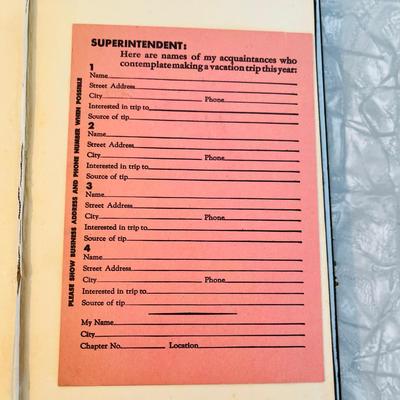 SUPERINTENDENT:
Here are names of my acquaintances who
contemplate making a vacation trip this year:
1
Name
Street Address
City Phone
Interested in trip to
Source of tip
2
Name
Street Address
City Phone
Interested in trip to
Source of tip
3
Name
Street Address
City Phone
Interested in trip to
Source of tip
4
Name
Street Address
City Phone
Interested in trip to
Source of tip
My Name
City
Chapter No. Location
PLEASE SHOW BUSINESS ADDRESS AND PHONE NUMBER WHEN POSSIBLE